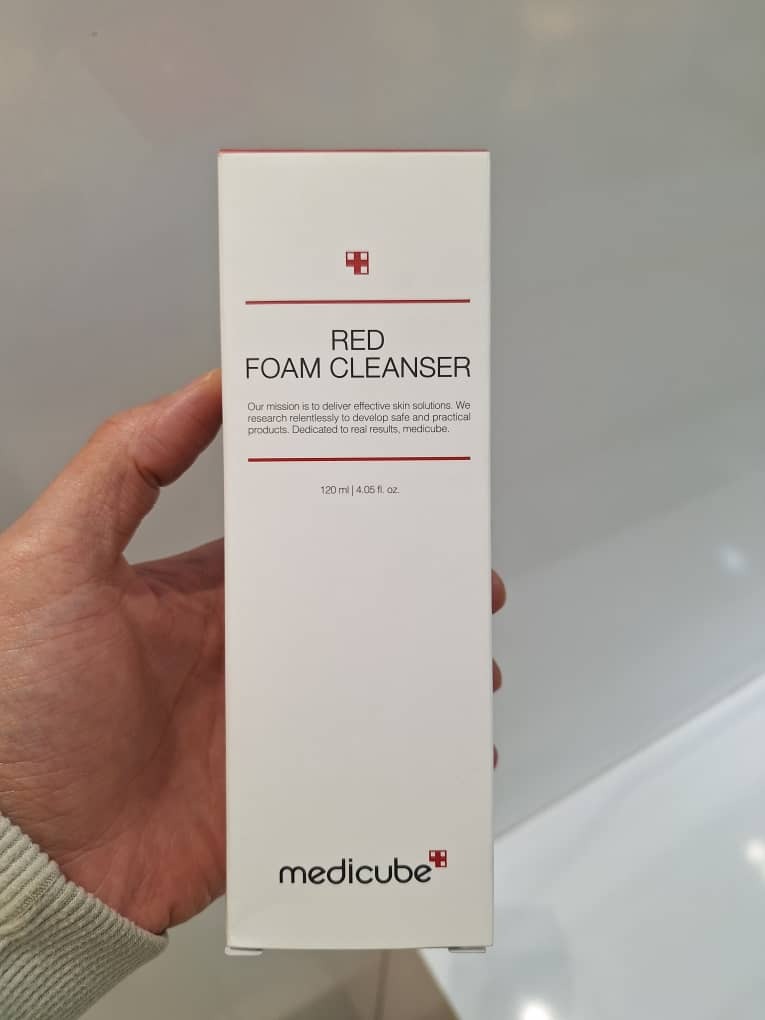 RED
FOAM CLEANSER
Our mission is to deliver effective skin solutions. We
research relentlessly to develop safe and practical
products. Dedicated to real results, medicube.
120 ml | 4.05 fl. oz.
medicube